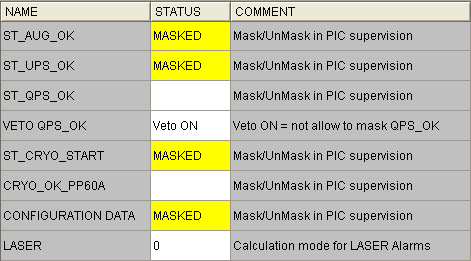 NAME STATUS COMMENT
ST_AUG_OK MASKED Mask/UnMask in PIC supervision
ST_UPS_OK MASKED Mask/UnMask in PIC supervision
ST_QPS_OK Mask/UnMask in PIC supervision
VETO QPS_OK Veto ON Veto ON = not allow to mask QPS_OK
ST_CRYO_START MASKED Mask/UnMask in PIC supervision
CRYO_OK_PP60A Mask/UnMask in PIC supervision
CONFIGURATION DATA MASKED Mask/UnMask in PIC supervision
LASER 0 Calculation mode for LASER Alarms